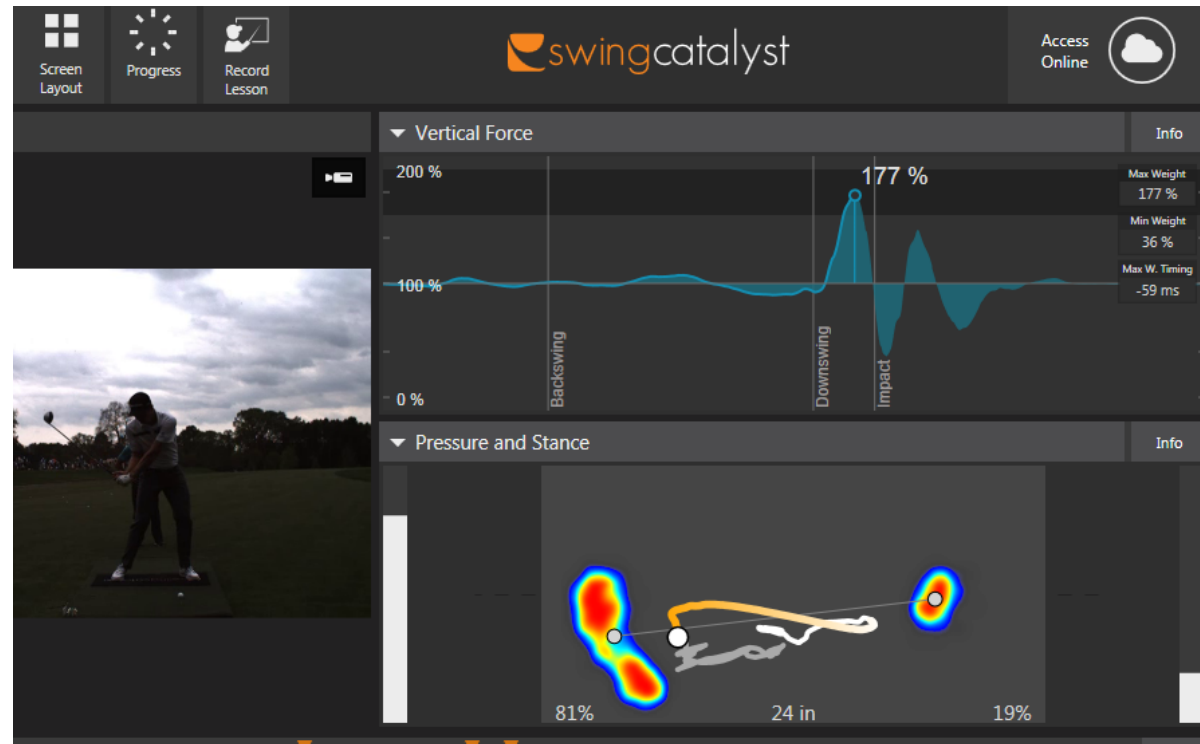 Screen
Layout
Progress
Record
Lesson
swingcatalyst
Access
Online
Vertical Force
Info
200 %
177 %
Max Weight
177 %
Min Weight
36 %
Max W. Timing
-59 ms
100 %
Backswing
Downswing
Impact
0 %
Pressure and Stance
Info
81%
24 in
19%